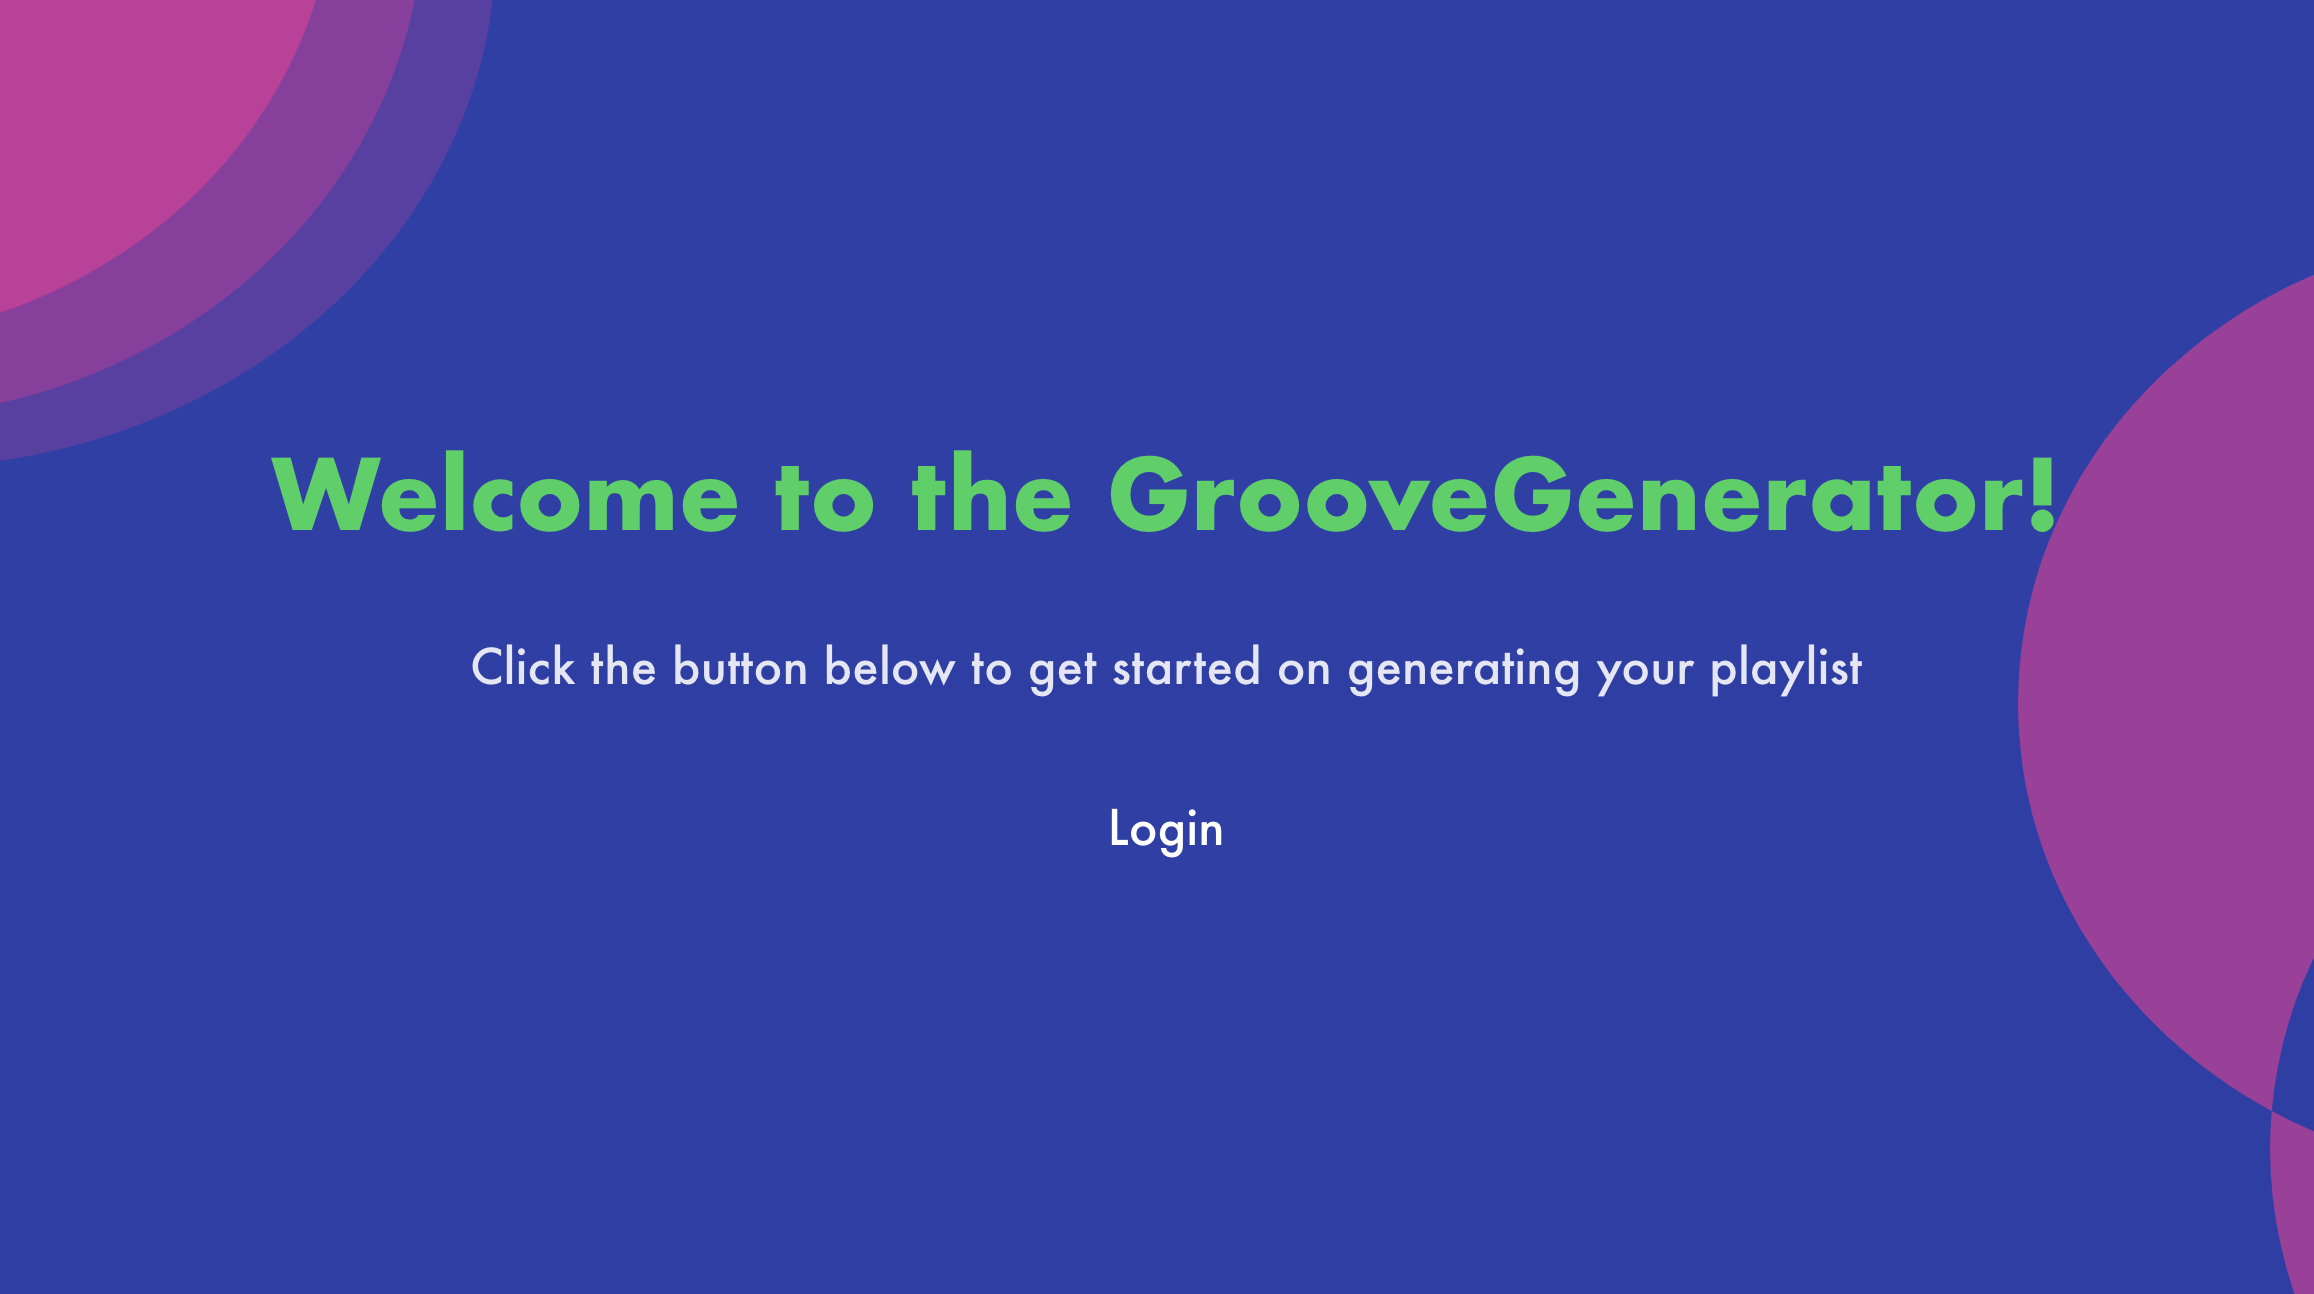 Welcome to the GrooveGenerator!
Click the button below to get started on generating your playlist
Login